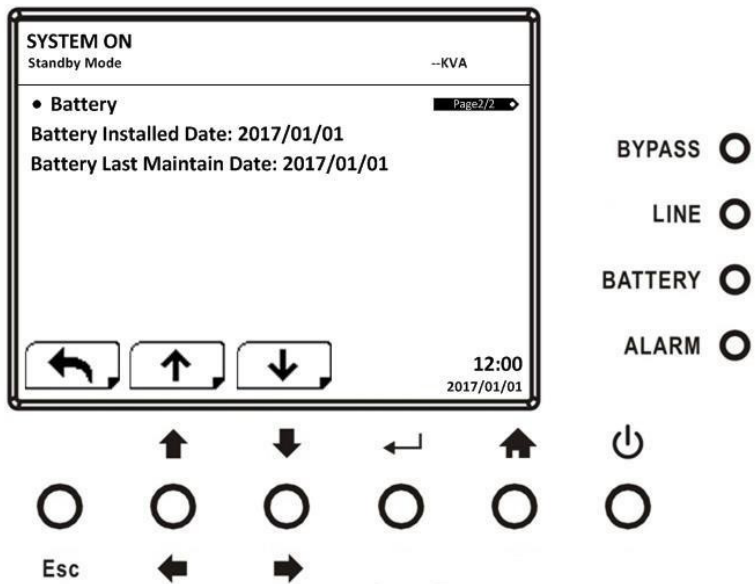 SYSTEM ON
Standby Mode
--KVA
• Battery
Page2/2
Battery Installed Date: 2017/01/01
Battery Last Maintain Date: 2017/01/01
12:00
2017/01/01
BYPASS
LINE
BATTERY
ALARM
Esc